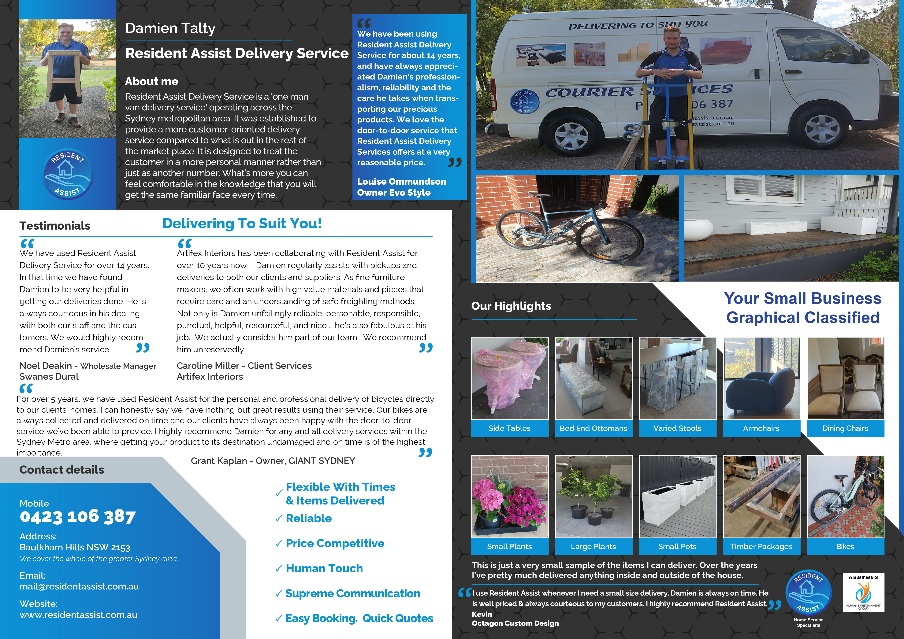 Damien Talty
Resident Assist Delivery Service
About me
Resident Assist Delivery Service is a 'one man
van delivery service' operating across the
Sydney metropolitan area. It was established to
provide a more customer-oriented delivery
service compared to what is out in the rest of
the market place. It is designed to treat the
customer in a more personal manner rather than
just as another number. What's more you can
feel comfortable in the knowledge that you will
get the same familiar face every time.
RESIDENT
ASSIST
We have been using
Resident Assist Delivery
Service for about 14 years,
and have always appreci-
ated Damien's profession-
alism, reliability and the
care he takes when trans-
porting our precious
products. We love the
door-to-door service that
Resident Assist Delivery
Services offers at a very
reasonable price.
Louise Ommundson
Owner Evo Style
DELIVERING TO SUIT YOU
COURIER SERVICES
Testimonials
Delivering To Suit You!
We have used Resident Assist
Delivery Service for over 14 years.
In that time we have found
Damien to be very helpful in
getting our deliveries done. He is
always courteous in his dealing
with both our staff and the cus
tomers. We would highly recom
mend Damien's service
Noel Deakin - Wholesale Manager
Swanes Dural
Artifex Interiors has been collaborating with Resident Assist for
over 10 years now. Damien regularly assists with pickups and
deliveries to both our clients and suppliers. As fine furniture
makers, we often work with high value materials and pieces that
require care and an understanding of safe freighting methods.
Not only is Damien unfailingly reliable, personable, responsible,
punctual, helpful, resourceful, and nice... he's also fabulous at his
job. We actually consider him part of our team. We recommend
him unreservedly.
Caroline Miller - Client Services
Artifex Interiors
For over 5 years, we have used Resident Assist for the personal and professional delivery of bicycles directly
to our clients' homes. I can honestly say we have nothing but great results using their service. Our bikes are
always collected and delivered on time and our clients have always been happy with the door-to-door
service we've been able to provide. I highly recommend Damien for any and all delivery services within the
Sydney Metro area, where getting your product to its destination undamaged and on time is of the highest
importance.
Grant Kaplan - Owner, GIANT SYDNEY
Contact details
Mobile
0423 106 387
Address:
Baulkham Hills NSW 2153
We cover the whole of the greater Sydney area.
Email:
mail@residentassist.com.au
Website:
www.residentassist.com.au
✓ Flexible With Times
& Items Delivered
✓ Reliable
✓ Price Competitive
✓ Human Touch
✓ Supreme Communication
✓ Easy Booking. Quick Quotes
Our Highlights
Your Small Business
Graphical Classified
Side Tables
Bed End Ottomans
Varied Stools
Armchairs
Dining Chairs
Small Plants
Large Plants
Small Pots
Timber Packages
Bikes
This is just a very small sample of the items I can deliver. Over the years
I've pretty much delivered anything inside and outside of the house.
I use Resident Assist whenever I need a small size delivery. Damien is always on time. He
is well priced & always courteous to my customers. I highly recommend Resident Assist.
Kevin
Octagon Custom Design
RESIDENT
ASSIST
Home Service
Specialists